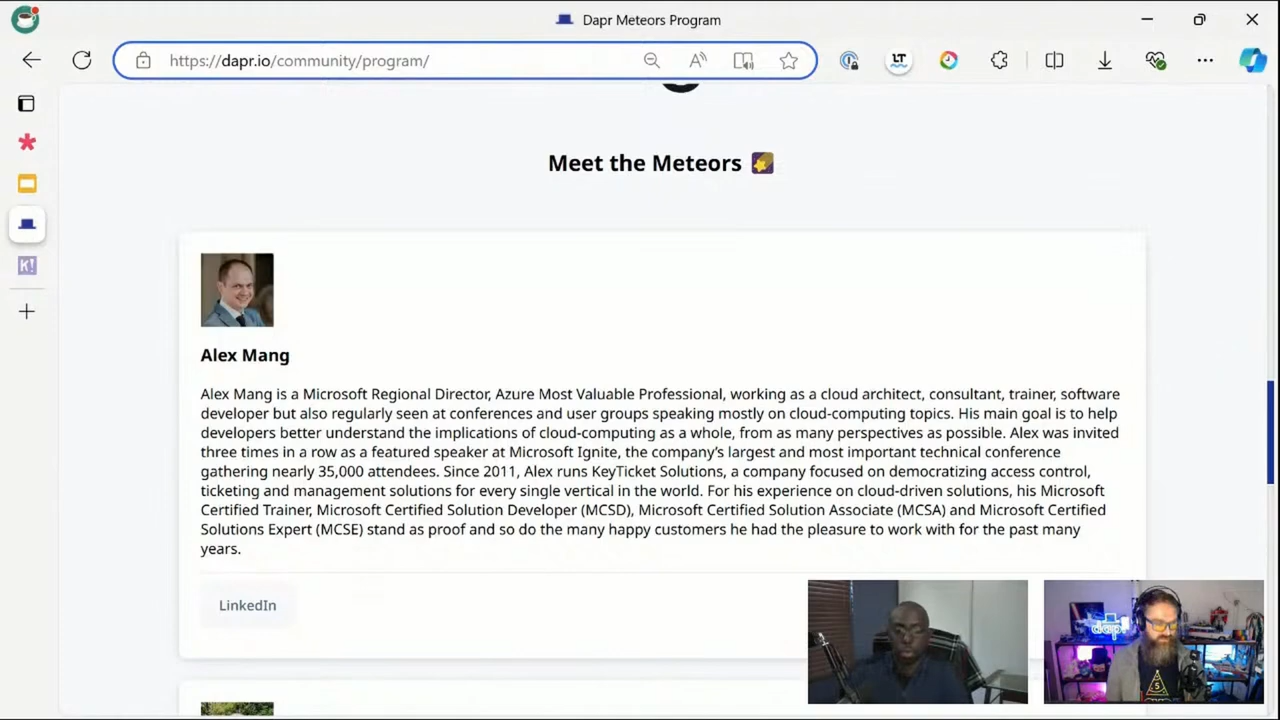 Dapr Meteors Program
https://dapr.io/community/program/
LT
K!
Meet the Meteors
Alex Mang
Alex Mang is a Microsoft Regional Director, Azure Most Valuable Professional, working as a cloud architect, consultant, trainer, software
developer but also regularly seen at conferences and user groups speaking mostly on cloud-computing topics. His main goal is to help
developers better understand the implications of cloud-computing as a whole, from as many perspectives as possible. Alex was invited
three times in a row as a featured speaker at Microsoft Ignite, the company's largest and most important technical conference
gathering nearly 35,000 attendees. Since 2011, Alex runs KeyTicket Solutions, a company focused on democratizing access control,
ticketing and management solutions for every single vertical in the world. For his experience on cloud-driven solutions, his Microsoft
Certified Trainer, Microsoft Certified Solution Developer (MCSD), Microsoft Certified Solution Associate (MCSA) and Microsoft Certified
Solutions Expert (MCSE) stand as proof and so do the many happy customers he had the pleasure to work with for the past many
years.
LinkedIn
dapr
5